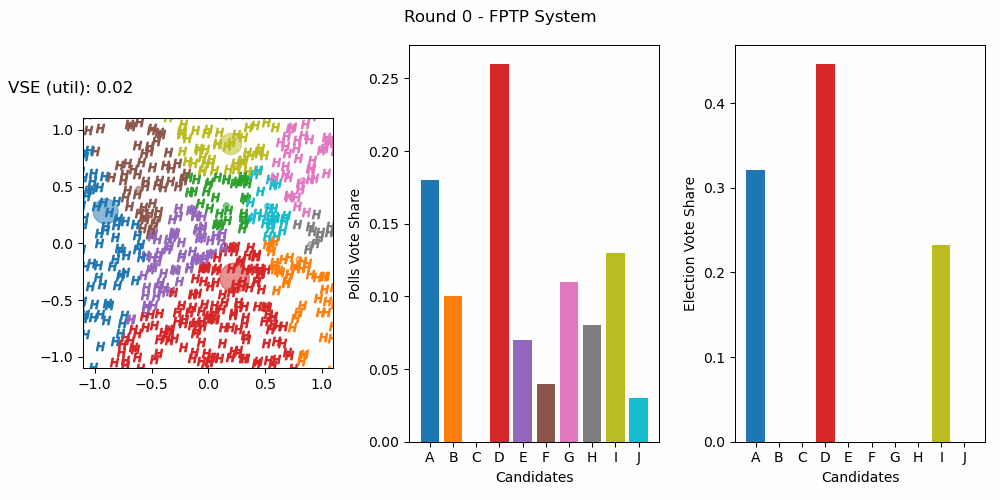 Round 0 - FPTP System
VSE (util): 0.02
1.0
0.5
0.0
−0.5
−1.0
−1.0 −0.5 0.0 0.5 1.0
Polls Vote Share
0.25
0.20
0.15
0.10
0.05
0.00
A B C D E F G H I J
Candidates
Election Vote Share
0.4
0.3
0.2
0.1
0.0
A B C D E F G H I J
Candidates